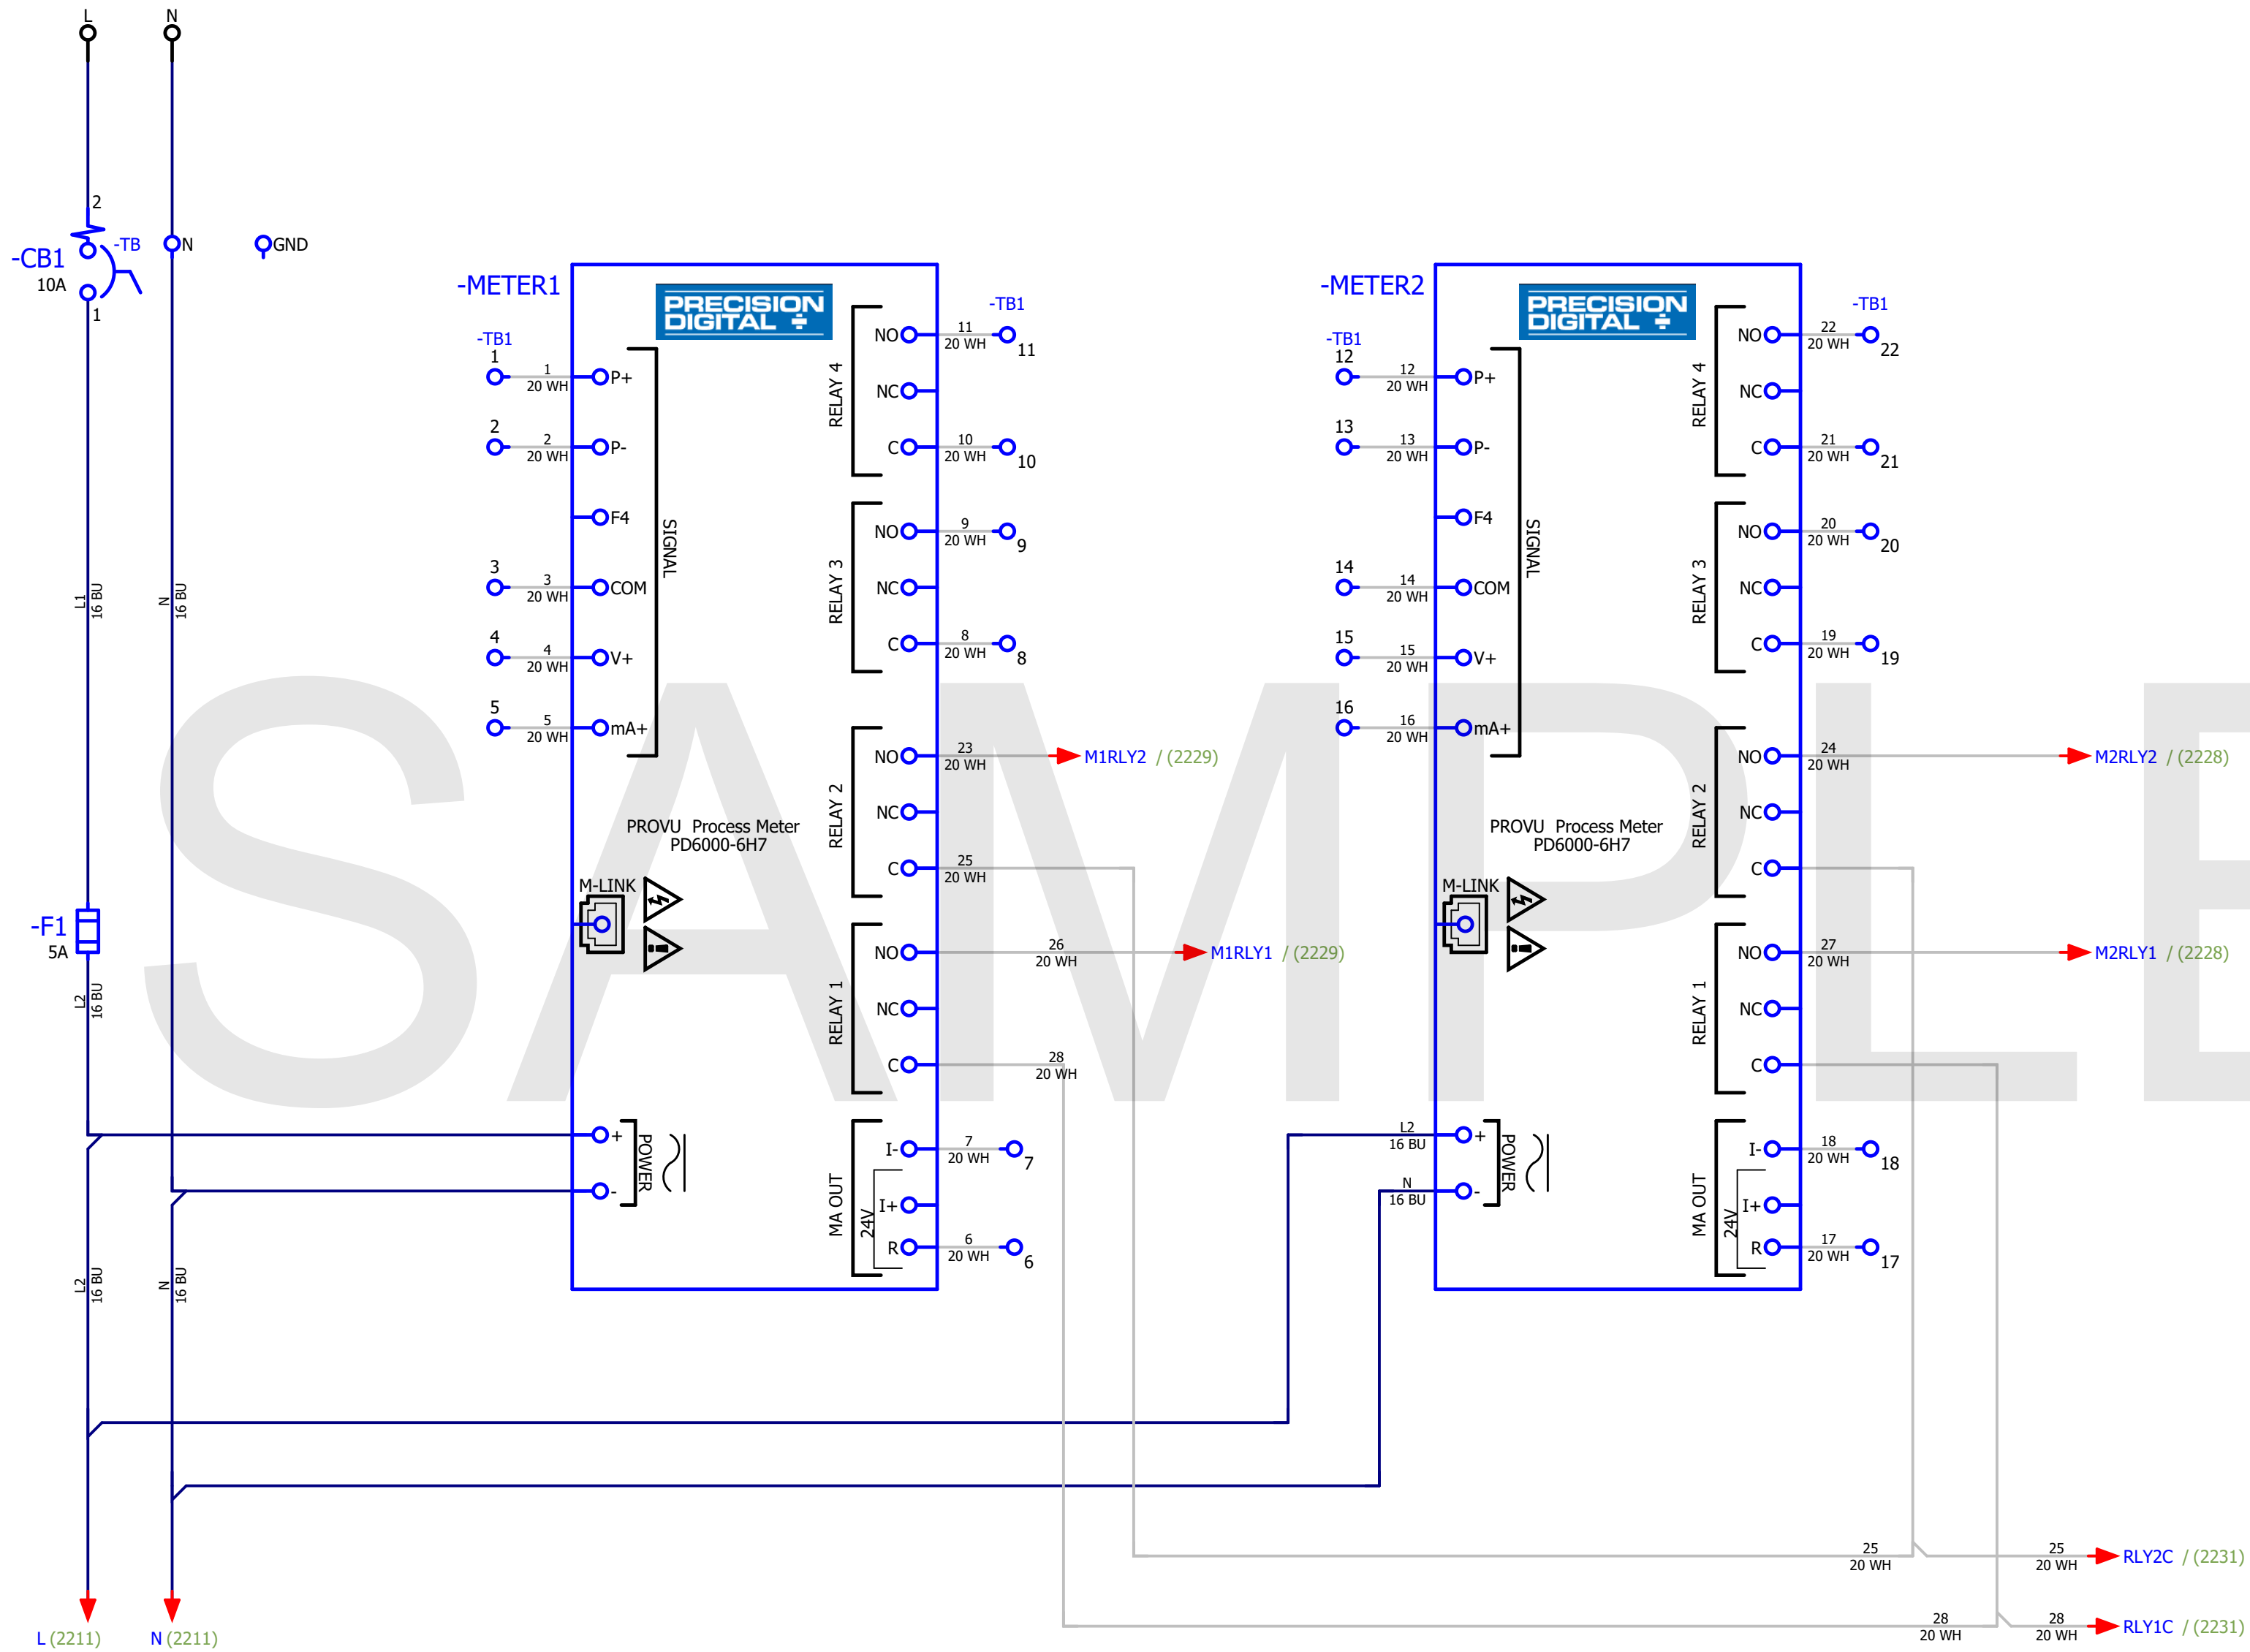 L
N
2
-CB1
10A
1
-TB
N
GND
L1
16 BU
N
16 BU
-F1
5A
L2
16 BU
L2
16 BU
N
16 BU
L (2211)
N (2211)
-METER1
PRECISION
DIGITAL
-TB1
1
1
20 WH
P+
2
2
20 WH
P-
F4
3
3
20 WH
COM
4
4
20 WH
V+
5
5
20 WH
mA+
SIGNAL
PROVU Process Meter
PD6000-6H7
M-LINK
+
-
POWER
-TB1
RELAY 4
NO
11
20 WH
11
NC
C
10
20 WH
10
RELAY 3
NO
9
20 WH
9
NC
C
8
20 WH
8
RELAY 2
NO
23
20 WH
M1RLY2 / (2229)
NC
C
25
20 WH
RELAY 1
NO
26
20 WH
M1RLY1 / (2229)
NC
C
28
20 WH
MA OUT
24V
I-
7
20 WH
7
I+
R
6
20 WH
6
-METER2
PRECISION
DIGITAL
-TB1
12
12
20 WH
P+
13
13
20 WH
P-
F4
14
14
20 WH
COM
15
15
20 WH
V+
16
16
20 WH
mA+
SIGNAL
PROVU Process Meter
PD6000-6H7
M-LINK
L2
16 BU
+
N
16 BU
-
POWER
-TB1
RELAY 4
NO
22
20 WH
22
NC
C
21
20 WH
21
RELAY 3
NO
20
20 WH
20
NC
C
19
20 WH
19
RELAY 2
NO
24
20 WH
M2RLY2 / (2228)
NC
C
RELAY 1
NO
27
20 WH
M2RLY1 / (2228)
NC
C
MA OUT
24V
I-
18
20 WH
18
I+
R
17
20 WH
17
25
20 WH
25
20 WH
RLY2C / (2231)
28
20 WH
28
20 WH
RLY1C / (2231)
SAMPLE